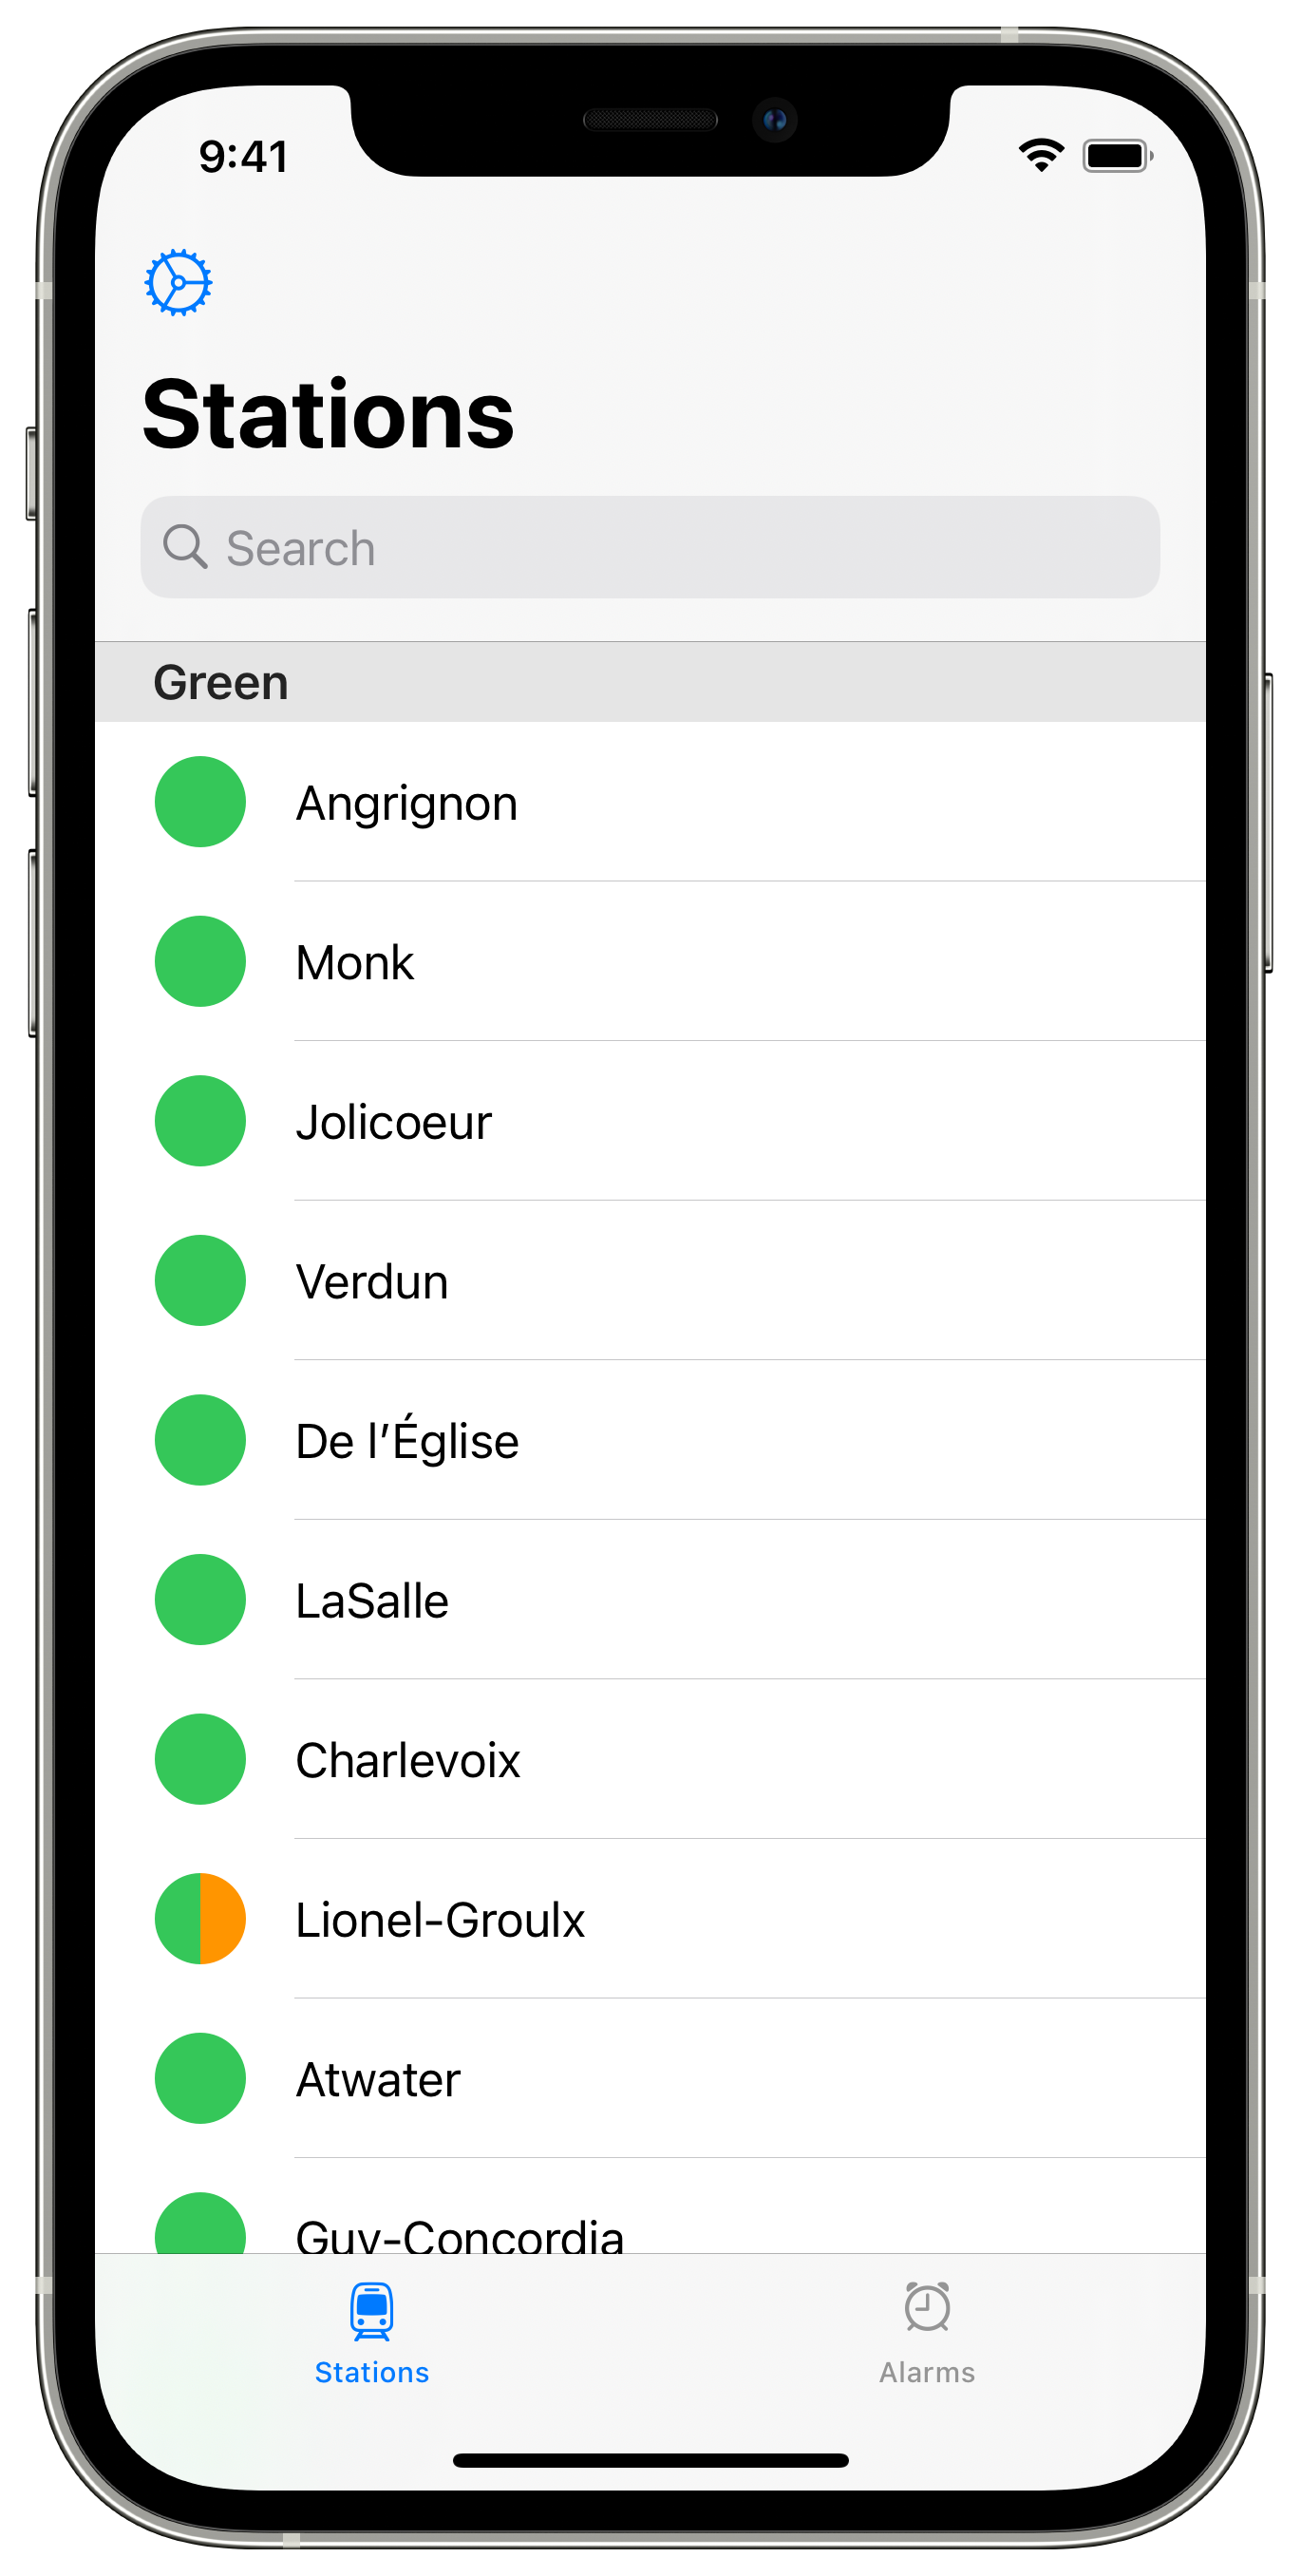 9:41
Stations
Search
Green
Angrignon
Monk
Jolicoeur
Verdun
De l’Église
LaSalle
Charlevoix
Lionel-Groulx
Atwater
Guy-Concordia
Stations
Alarms